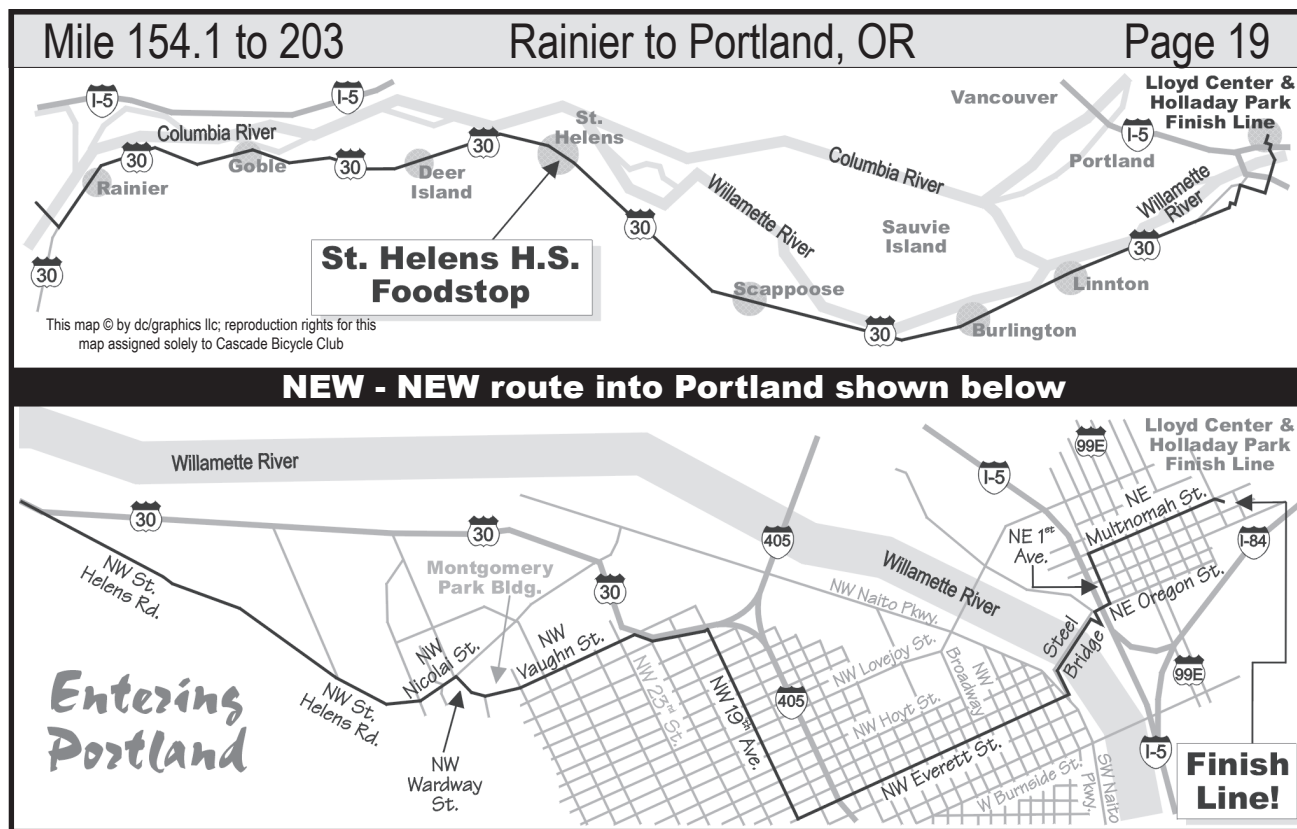 Mile 154.1 to 203
Rainier to Portland, OR
Page 19
I-5
I-5
Columbia River
30
Rainier
30
Goble
30
Deer
Island
30
St.
Helens
30
St. Helens H.S.
Foodstop
30
Willamette River
Scappoose
30
Columbia River
Sauvie
Island
Burlington
Linnton
30
Willamette
River
Vancouver
I-5
Portland
Lloyd Center &
Holladay Park
Finish Line
This map © by dc/graphics llc; reproduction rights for this
map assigned solely to Cascade Bicycle Club
NEW - NEW route into Portland shown below
Willamette River
30
NW St.
Helens Rd.
30
Montgomery
Park Bldg.
30
NW St.
Helens Rd.
NW
Nicolai St.
NW
Wardway
St.
NW
Vaughn St.
NW 23rd St.
NW 19th Ave.
405
405
NW Naito Pkwy.
NW Lovejoy St.
NW
Broadway
NW Hoyt St.
NW Everett St.
W Burnside St.
SW Naito
Pkwy.
Willamette River
Steel
Bridge
I-5
99E
NE 1st
Ave.
NE
Multnomah St.
NE Oregon St.
I-84
99E
I-5
Lloyd Center &
Holladay Park
Finish Line
Finish
Line!
Entering
Portland